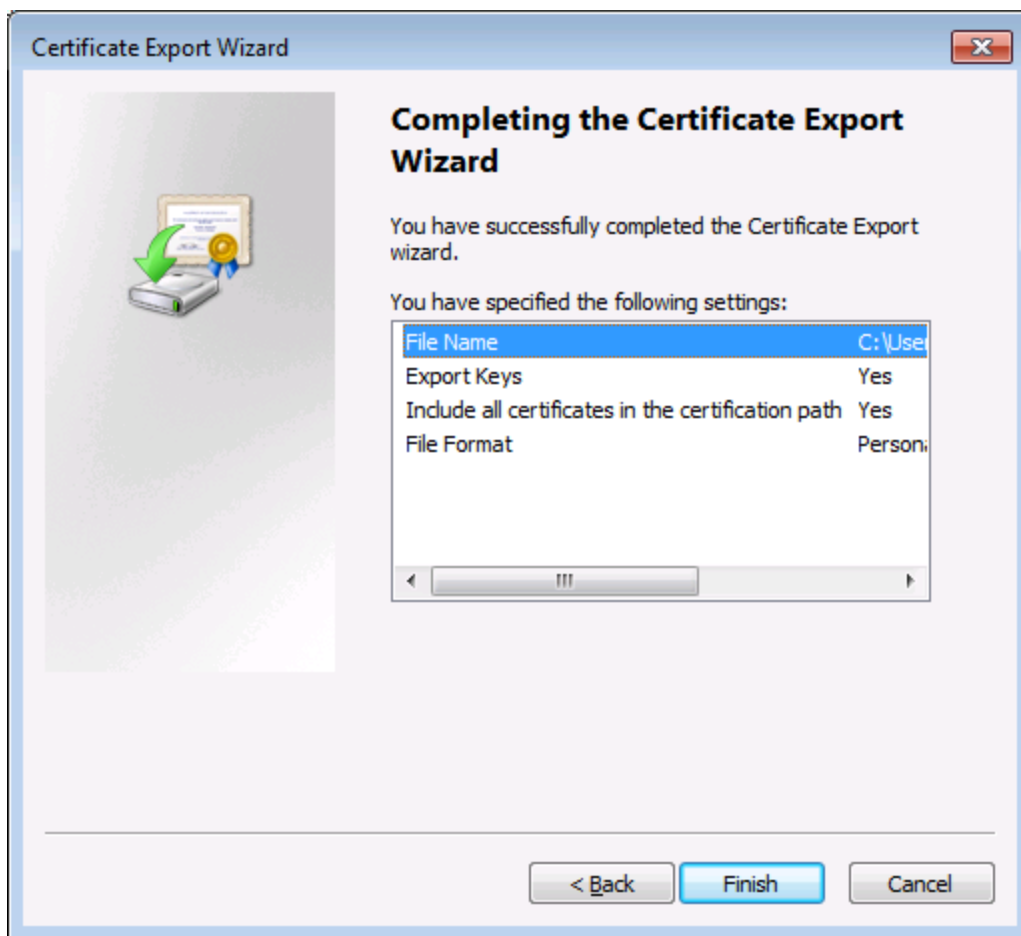 Certificate Export Wizard
Completing the Certificate Export
Wizard
You have successfully completed the Certificate Export
wizard.
You have specified the following settings:
File Name C:\User
Export Keys Yes
Include all certificates in the certification path Yes
File Format Persona
< Back Finish Cancel